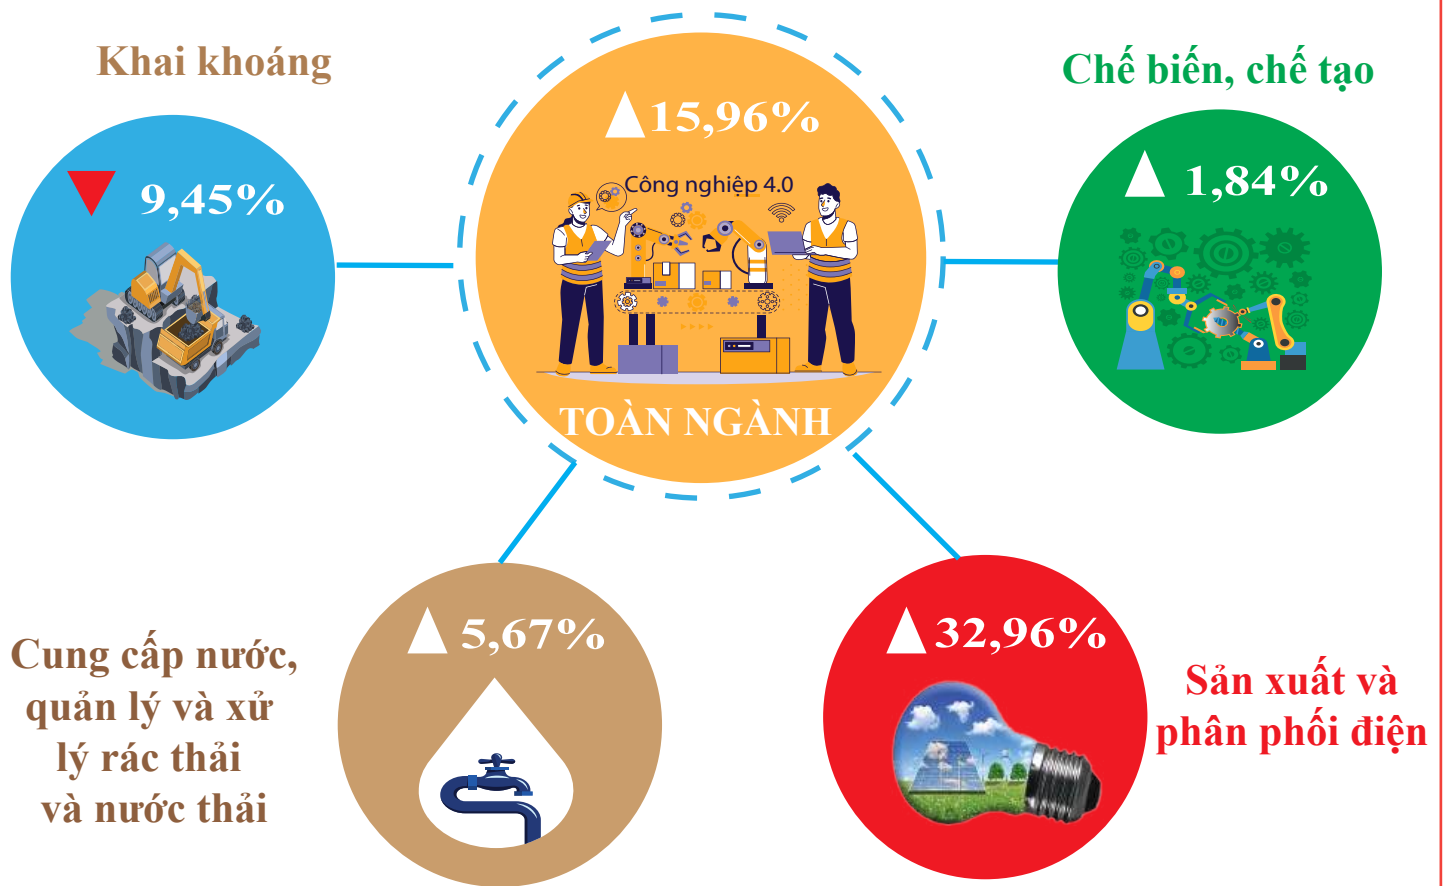 Khai khoáng
▼ 9,45%
▲15,96%
Công nghiệp 4.0
TOÀN NGÀNH
Chế biến, chế tạo
▲ 1,84%
Cung cấp nước,
quản lý và xử
lý rác thải
và nước thải
▲ 5,67%
▲ 32,96%
Sản xuất và
phân phối điện